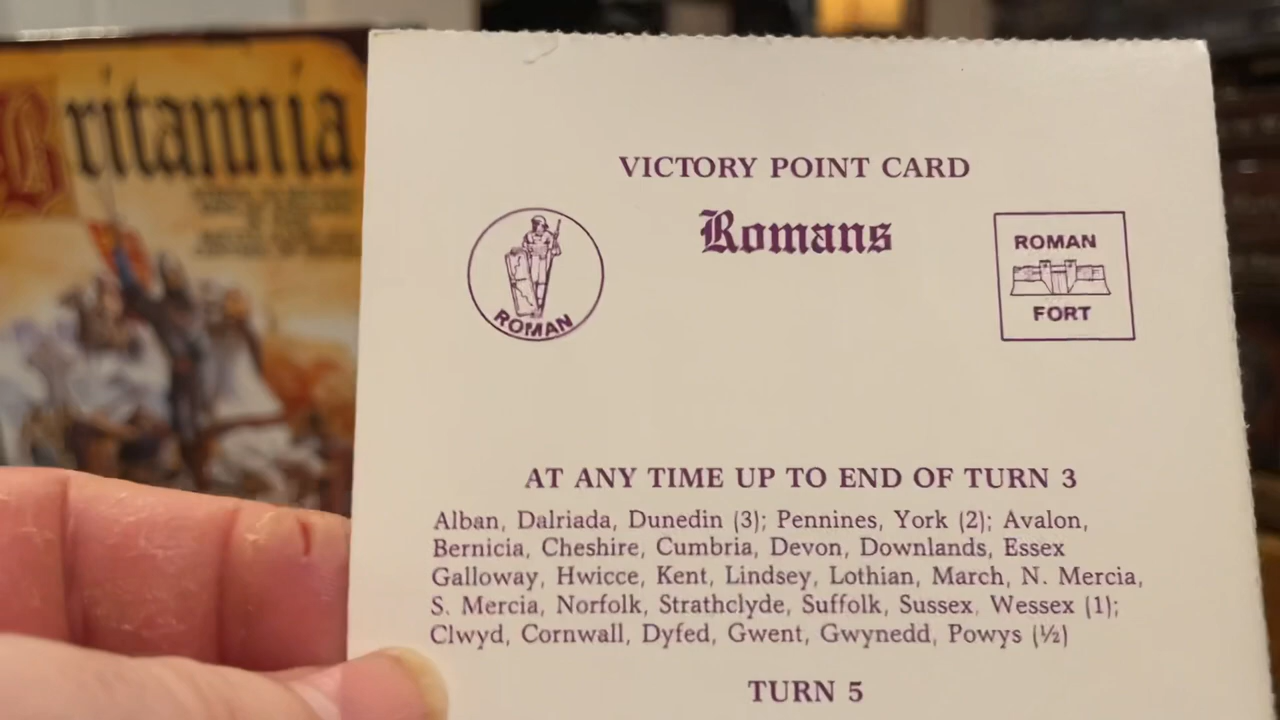 Britannia
VICTORY POINT CARD
Romans
ROMAN
ROMAN
FORT
AT ANY TIME UP TO END OF TURN 3
Alban, Dalriada, Dunedin (3); Pennines, York (2); Avalon,
Bernicia, Cheshire, Cumbria, Devon, Downlands, Essex
Galloway, Hwicce, Kent, Lindsey, Lothian, March, N. Mercia,
S. Mercia, Norfolk, Strathclyde, Suffolk, Sussex, Wessex (1);
Clwyd, Cornwall, Dyfed, Gwent, Gwynedd, Powys (½)
TURN 5